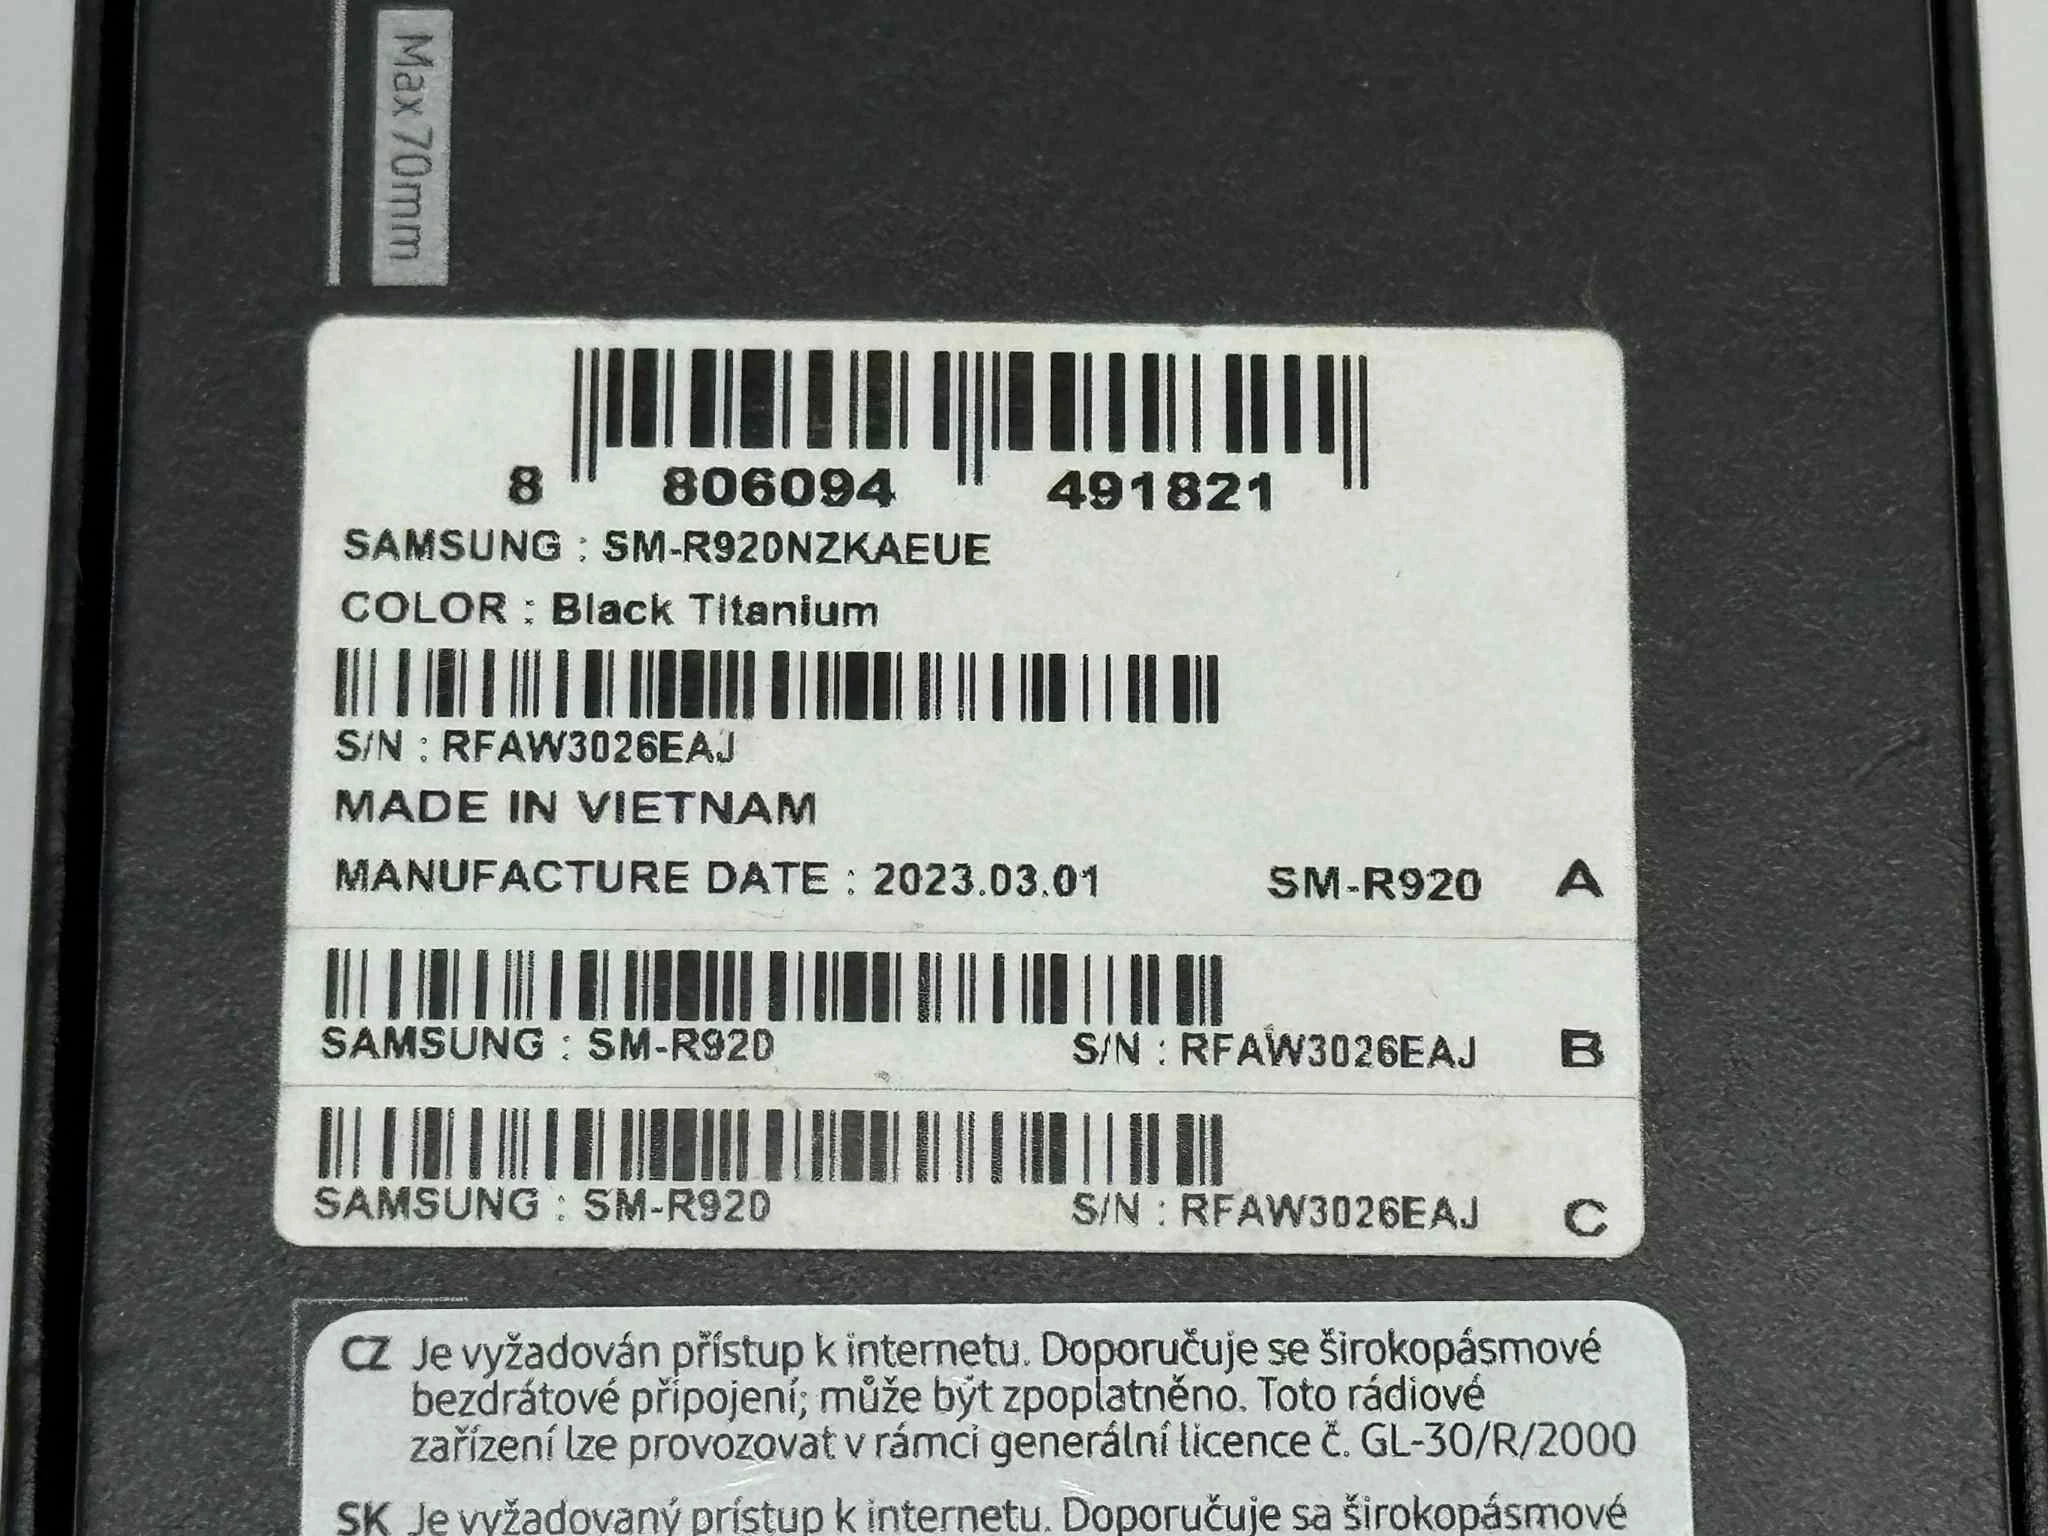 Max70mm
8 806094 491821
SAMSUNG : SM-R920NZKAEUE
COLOR : Black Titanium
S/N : RFAW3026EAJ
MADE IN VIETNAM
MANUFACTURE DATE : 2023.03.01 SM-R920 A
SAMSUNG : SM-R920 S/N : RFAW3026EAJ B
SAMSUNG : SM-R920 S/N : RFAW3026EAJ C
CZ Je vyžadován přístup k internetu. Doporučuje se širokopásmové
bezdrátové připojení; může být zpoplatněno. Toto rádiové
zařízení lze provozovat v rámci generální licence č. GL-30/R/2000
SK Je vyžadovaný prístup k internetu. Doporučuje sa širokopásmové